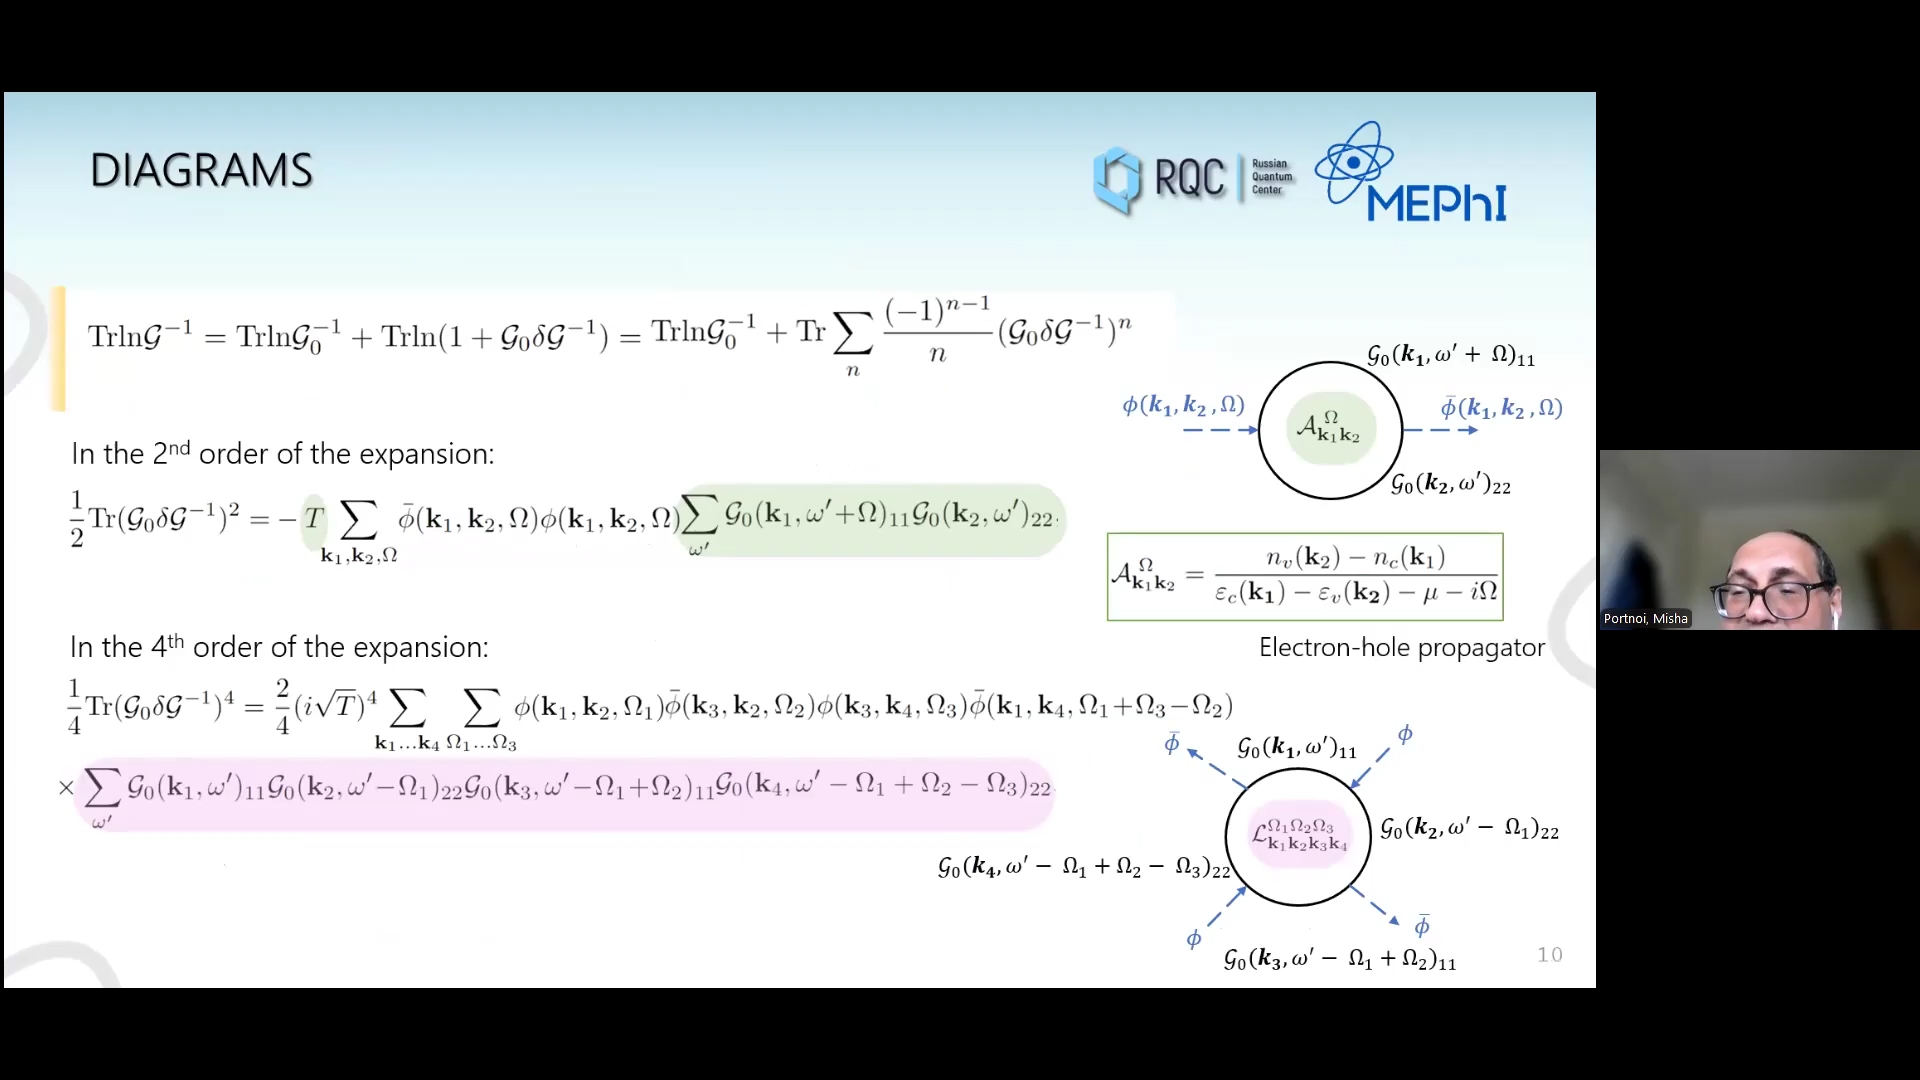 DIAGRAMS
RQC
Russian
Quantum
Center
MEPhI
Trln𝒢⁻¹ = Trln𝒢₀⁻¹ + Trln(1 + 𝒢₀δ𝒢⁻¹) = Trln𝒢₀⁻¹ + Tr ∑_n (-1)^{n-1}/n (𝒢₀δ𝒢⁻¹)ⁿ
𝒢₀(k₁, ω′ + Ω)₁₁
ϕ(k₁, k₂, Ω)
ϕ̄(k₁, k₂, Ω)
𝒜^Ω_{k₁k₂}
𝒢₀(k₂, ω′)₂₂
In the 2nd order of the expansion:
1/2 Tr(𝒢₀δ𝒢⁻¹)² = − T ∑_{k₁,k₂,Ω} ϕ̄(k₁, k₂, Ω)ϕ(k₁, k₂, Ω) ∑_{ω′} 𝒢₀(k₁, ω′+Ω)₁₁𝒢₀(k₂, ω′)₂₂.
𝒜^Ω_{k₁k₂} = (n_v(k₂) − n_c(k₁)) / (ε_c(k₁) − ε_v(k₂) − μ − iΩ)
Electron-hole propagator
In the 4th order of the expansion:
1/4 Tr(𝒢₀δ𝒢⁻¹)⁴ = 2/4 (i√T)⁴ ∑_{k₁...k₄} ∑_{Ω₁...Ω₃} ϕ(k₁, k₂, Ω₁)ϕ̄(k₃, k₂, Ω₂)ϕ(k₃, k₄, Ω₃)ϕ̄(k₁, k₄, Ω₁+Ω₃−Ω₂)
× ∑_{ω′} 𝒢₀(k₁, ω′)₁₁𝒢₀(k₂, ω′−Ω₁)₂₂𝒢₀(k₃, ω′−Ω₁+Ω₂)₁₁𝒢₀(k₄, ω′ − Ω₁ + Ω₂ − Ω₃)₂₂.
ϕ̄
𝒢₀(k₁, ω′)₁₁
ϕ
ℒ^{Ω₁Ω₂Ω₃}_{k₁k₂k₃k₄}
𝒢₀(k₂, ω′ − Ω₁)₂₂
𝒢₀(k₄, ω′ − Ω₁ + Ω₂ − Ω₃)₂₂
ϕ
ϕ̄
𝒢₀(k₃, ω′ − Ω₁ + Ω₂)₁₁
10
Portnoi, Misha